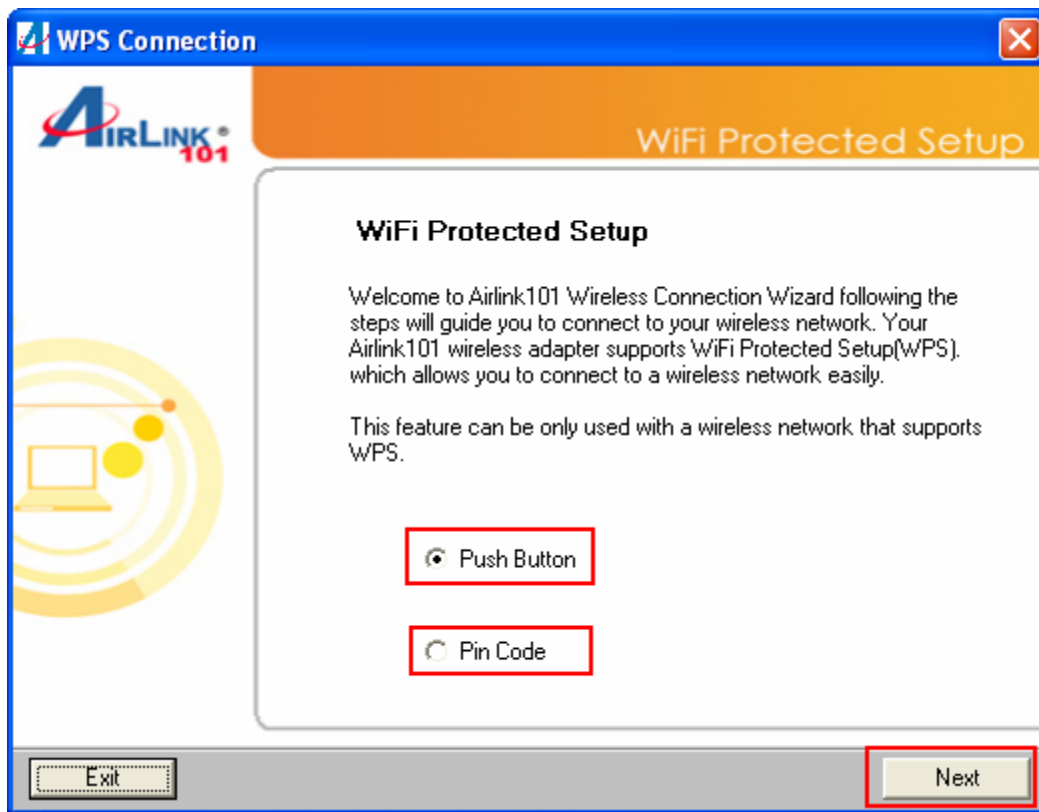 WPS Connection
AIRLINK®
101
WiFi Protected Setup
WiFi Protected Setup
Welcome to Airlink101 Wireless Connection Wizard following the
steps will guide you to connect to your wireless network. Your
Airlink101 wireless adapter supports WiFi Protected Setup(WPS).
which allows you to connect to a wireless network easily.
This feature can be only used with a wireless network that supports
WPS.
Push Button
Pin Code
Exit
Next